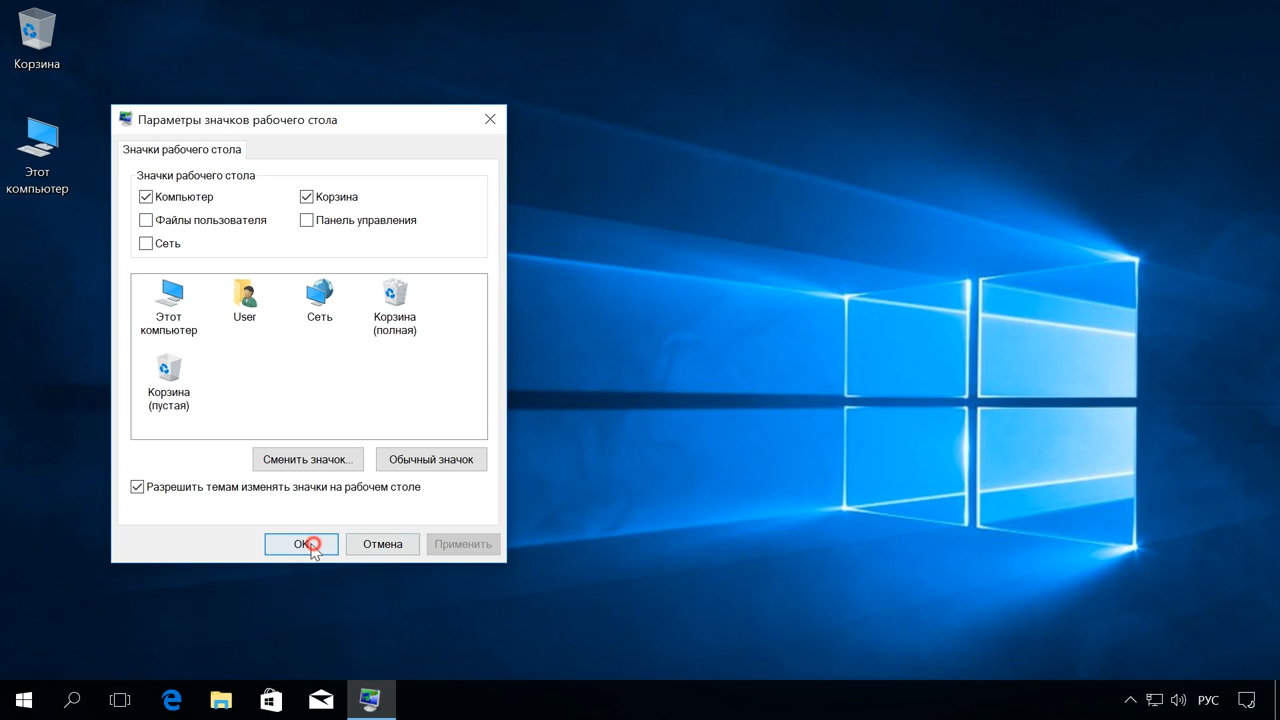 Корзина
Этот
компьютер
Параметры значков рабочего стола
Значки рабочего стола
Значки рабочего стола
Компьютер
Корзина
Файлы пользователя
Панель управления
Сеть
Этот
компьютер
User
Сеть
Корзина
(полная)
Корзина
(пустая)
Сменить значок...
Обычный значок
Разрешить темам изменять значки на рабочем столе
ОК
Отмена
Применить
РУС